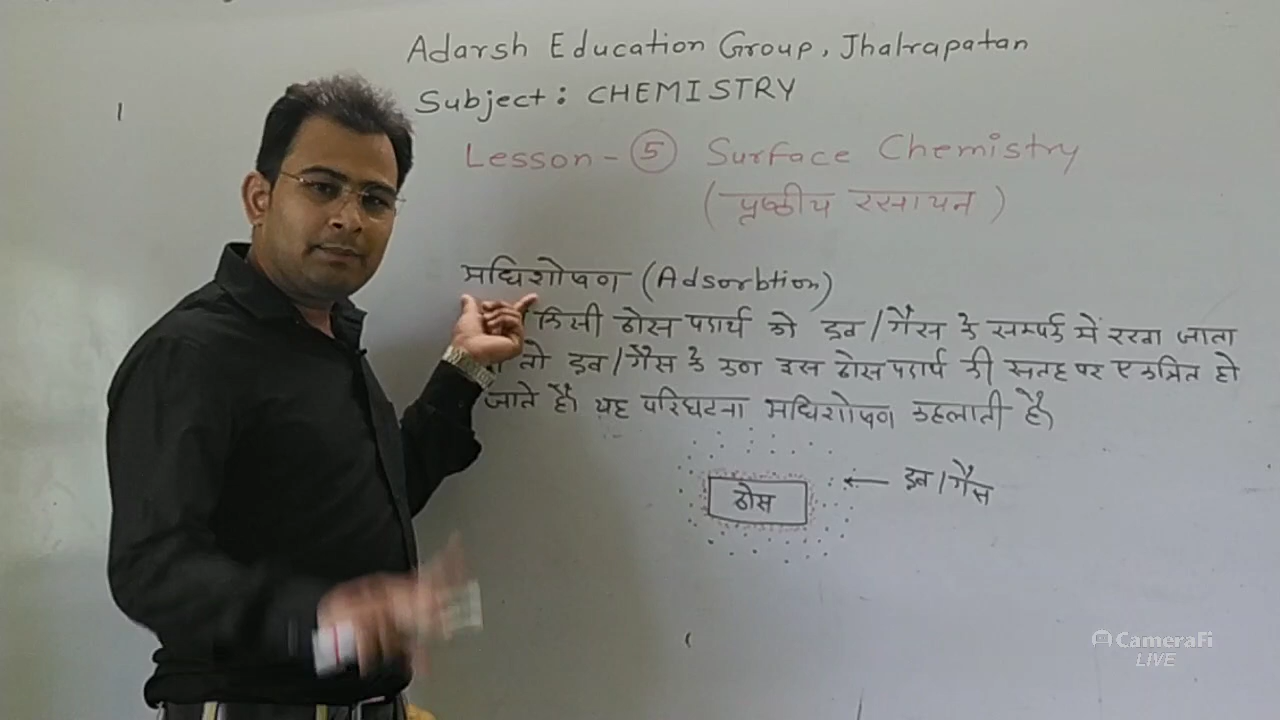 Adarsh Education Group, Jhalrapatan
Subject: CHEMISTRY
Lesson - 5 Surface Chemistry
(पृष्ठीय रसायन)
अधिशोषण (Adsorbtion)
किसी ठोस पदार्थ को द्रव/गैस के सम्पर्क में रखा जाता
तो द्रव/गैस के कण इस ठोस पदार्थ की सतह पर एकत्रित हो
जाते है। यह परिघटना अधिशोषण कहलाती है।
ठोस ← द्रव/गैस
CameraFi
LIVE